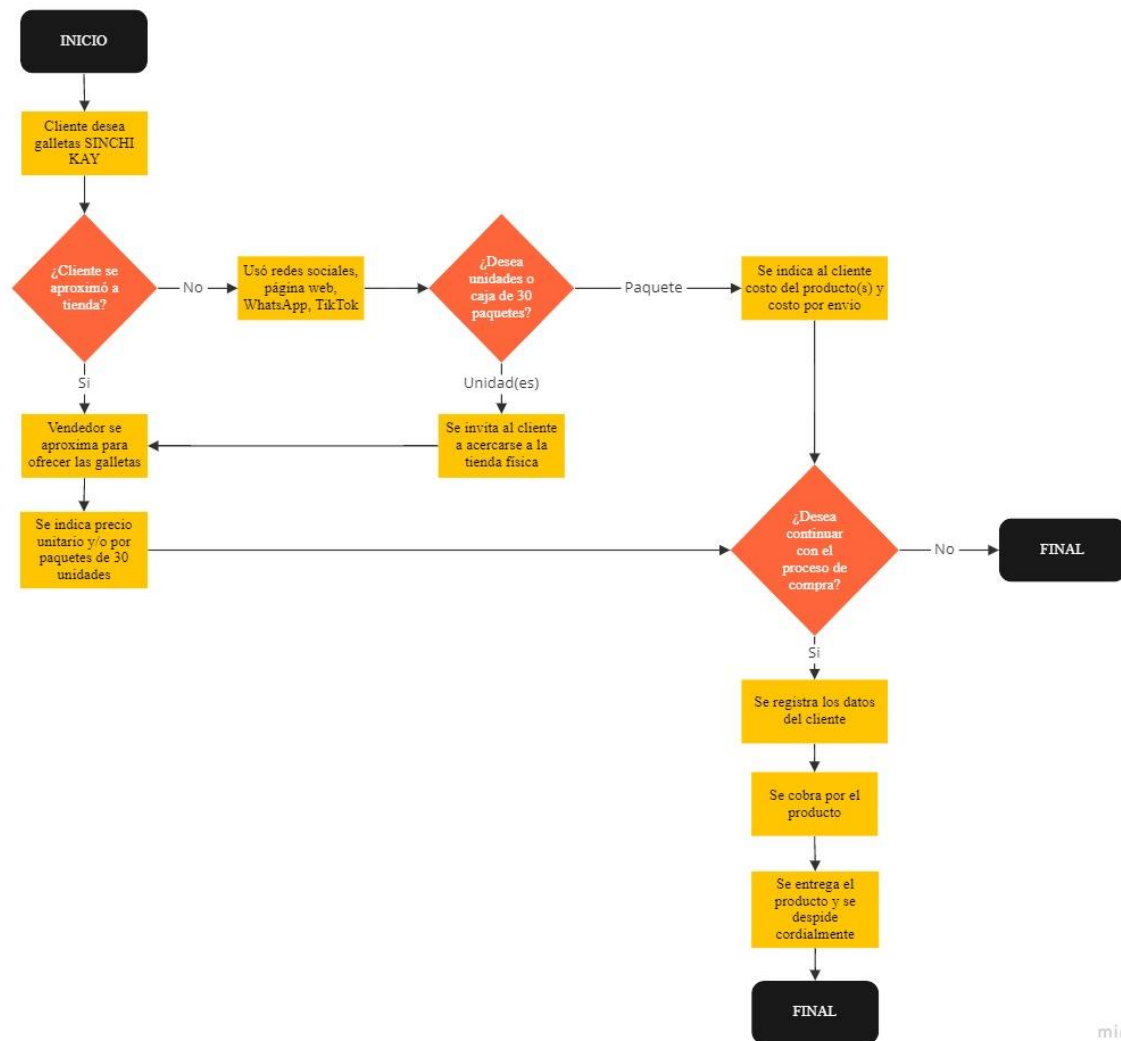 INICIO
Cliente desea
galletas SINCHI
KAY
¿Cliente se
aproximó a
tienda?
No
Usó redes sociales,
página web,
WhatsApp, TikTok
¿Desea
unidades o
caja de 30
paquetes?
Paquete
Se indica al cliente
costo del producto(s) y
costo por envio
Si
Unidad(es)
Vendedor se
aproxima para
ofrecer las galletas
Se invita al cliente
a acercarse a la
tienda física
Se indica precio
unitario y/o por
paquetes de 30
unidades
¿Desea
continuar
con el
proceso de
compra?
No
FINAL
Si
Se registra los datos
del cliente
Se cobra por el
producto
Se entrega el
producto y se
despide
cordialmente
FINAL